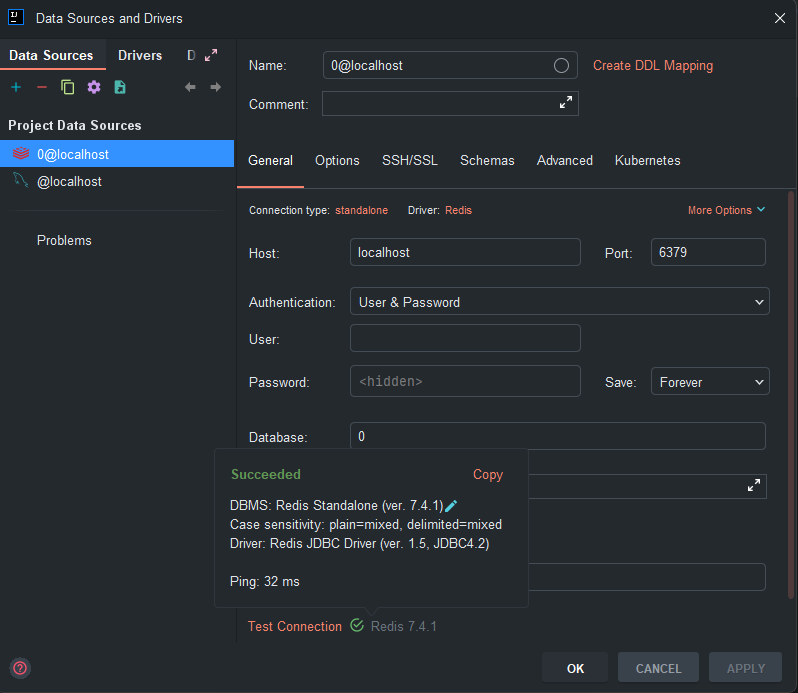 Data Sources and Drivers
Data Sources Drivers D
Project Data Sources
0@localhost
@localhost
Problems
Name: 0@localhost Create DDL Mapping
Comment:
General Options SSH/SSL Schemas Advanced Kubernetes
Connection type: standalone Driver: Redis More Options
Host: localhost Port: 6379
Authentication: User & Password
User:
Password: <hidden> Save: Forever
Database: 0
Succeeded Copy
DBMS: Redis Standalone (ver. 7.4.1)
Case sensitivity: plain=mixed, delimited=mixed
Driver: Redis JDBC Driver (ver. 1.5, JDBC4.2)
Ping: 32 ms
Test Connection Redis 7.4.1
? OK CANCEL APPLY